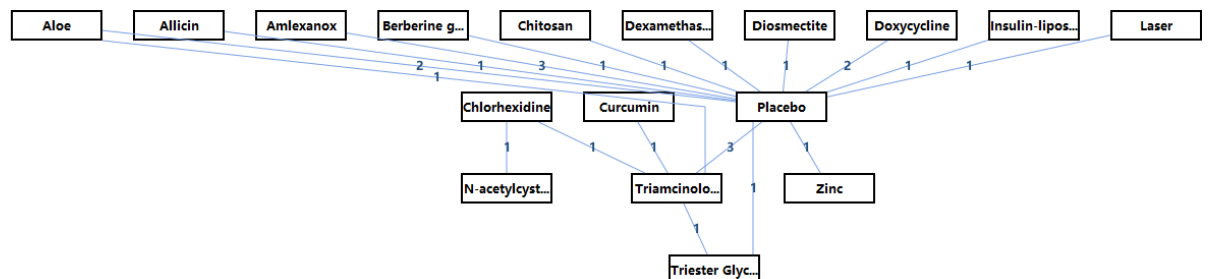 Aloe
Allicin
Amlexanox
Berberine g...
Chitosan
Dexamethas...
Diosmectite
Doxycycline
Insulin-lipos...
Laser
2
1
3
1
1
1
1
2
1
1
1
Chlorhexidine
Curcumin
Placebo
1
1
1
3
1
N-acetylcyst...
Triamcinolo...
Zinc
1
1
Triester Glyc...